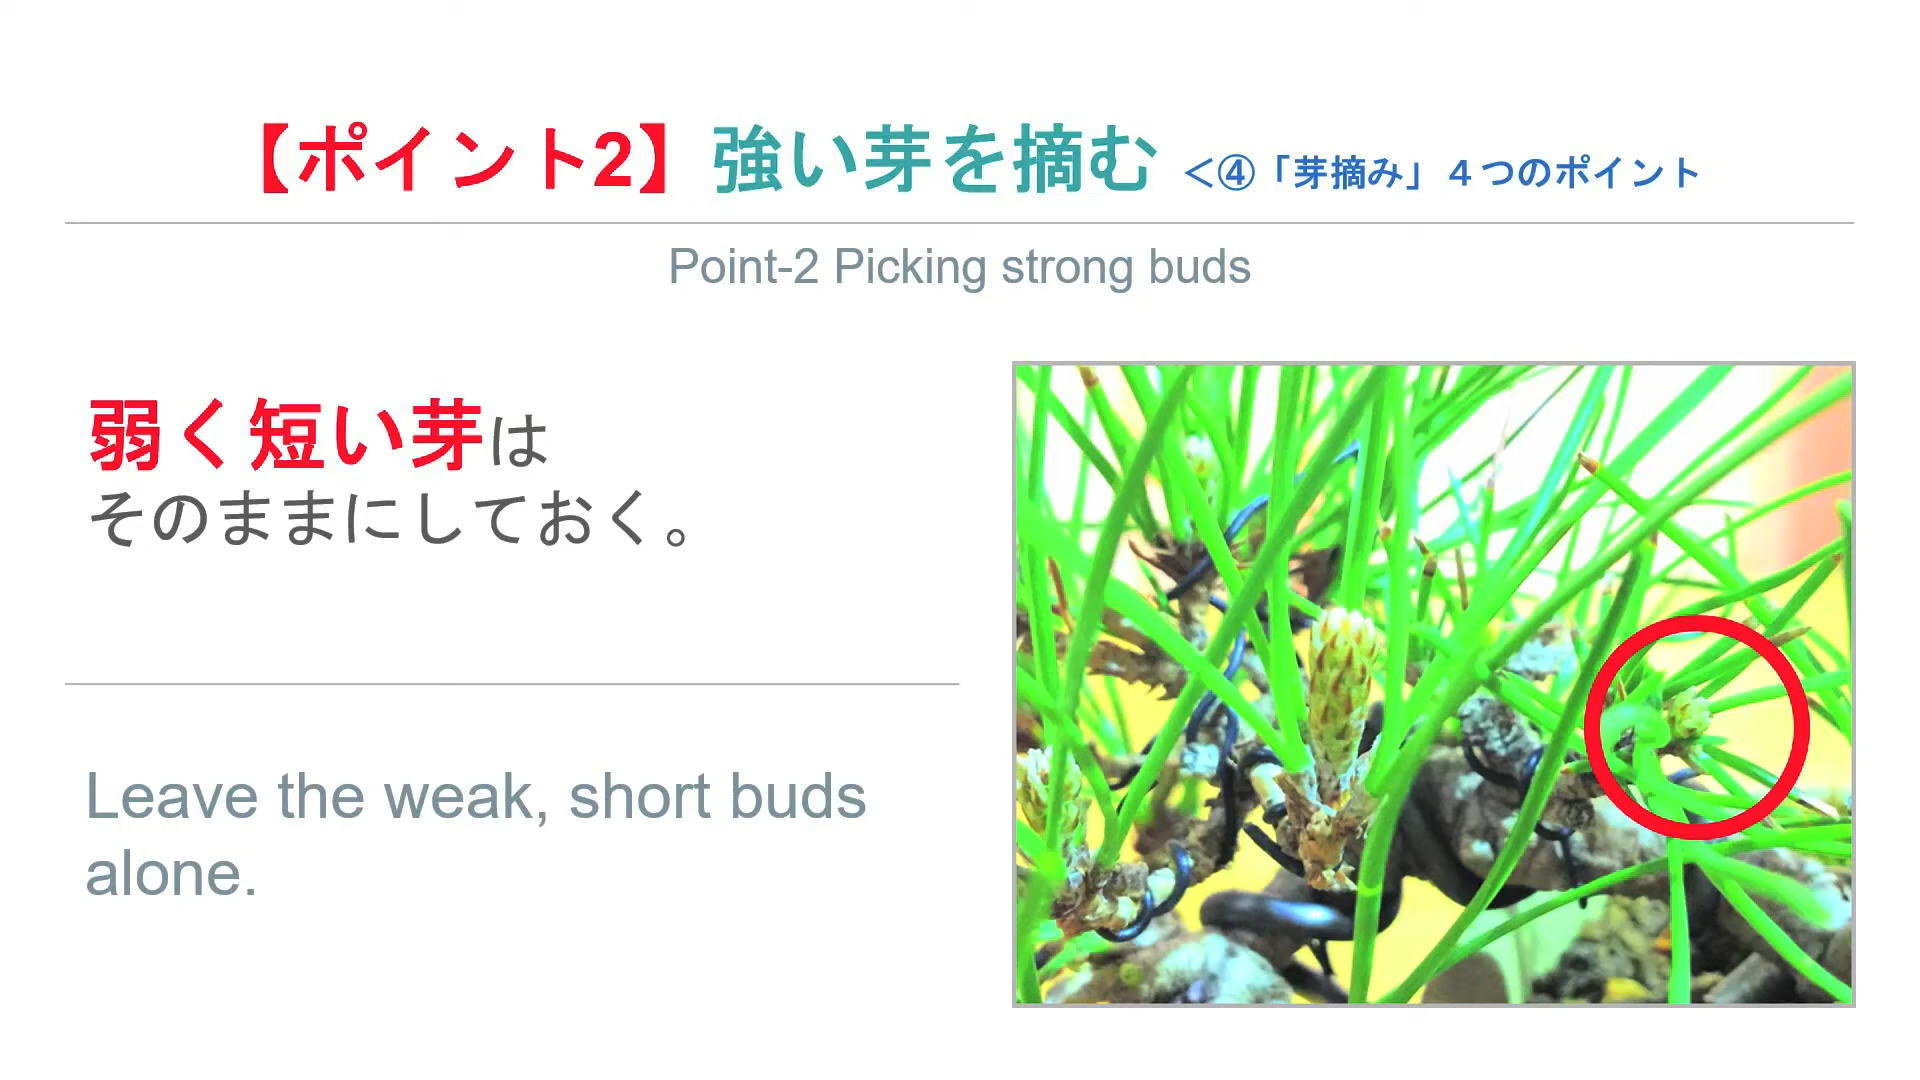 【ポイント2】強い芽を摘む <④「芽摘み」４つのポイント
Point-2 Picking strong buds
弱く短い芽は
そのままにしておく。
Leave the weak, short buds
alone.